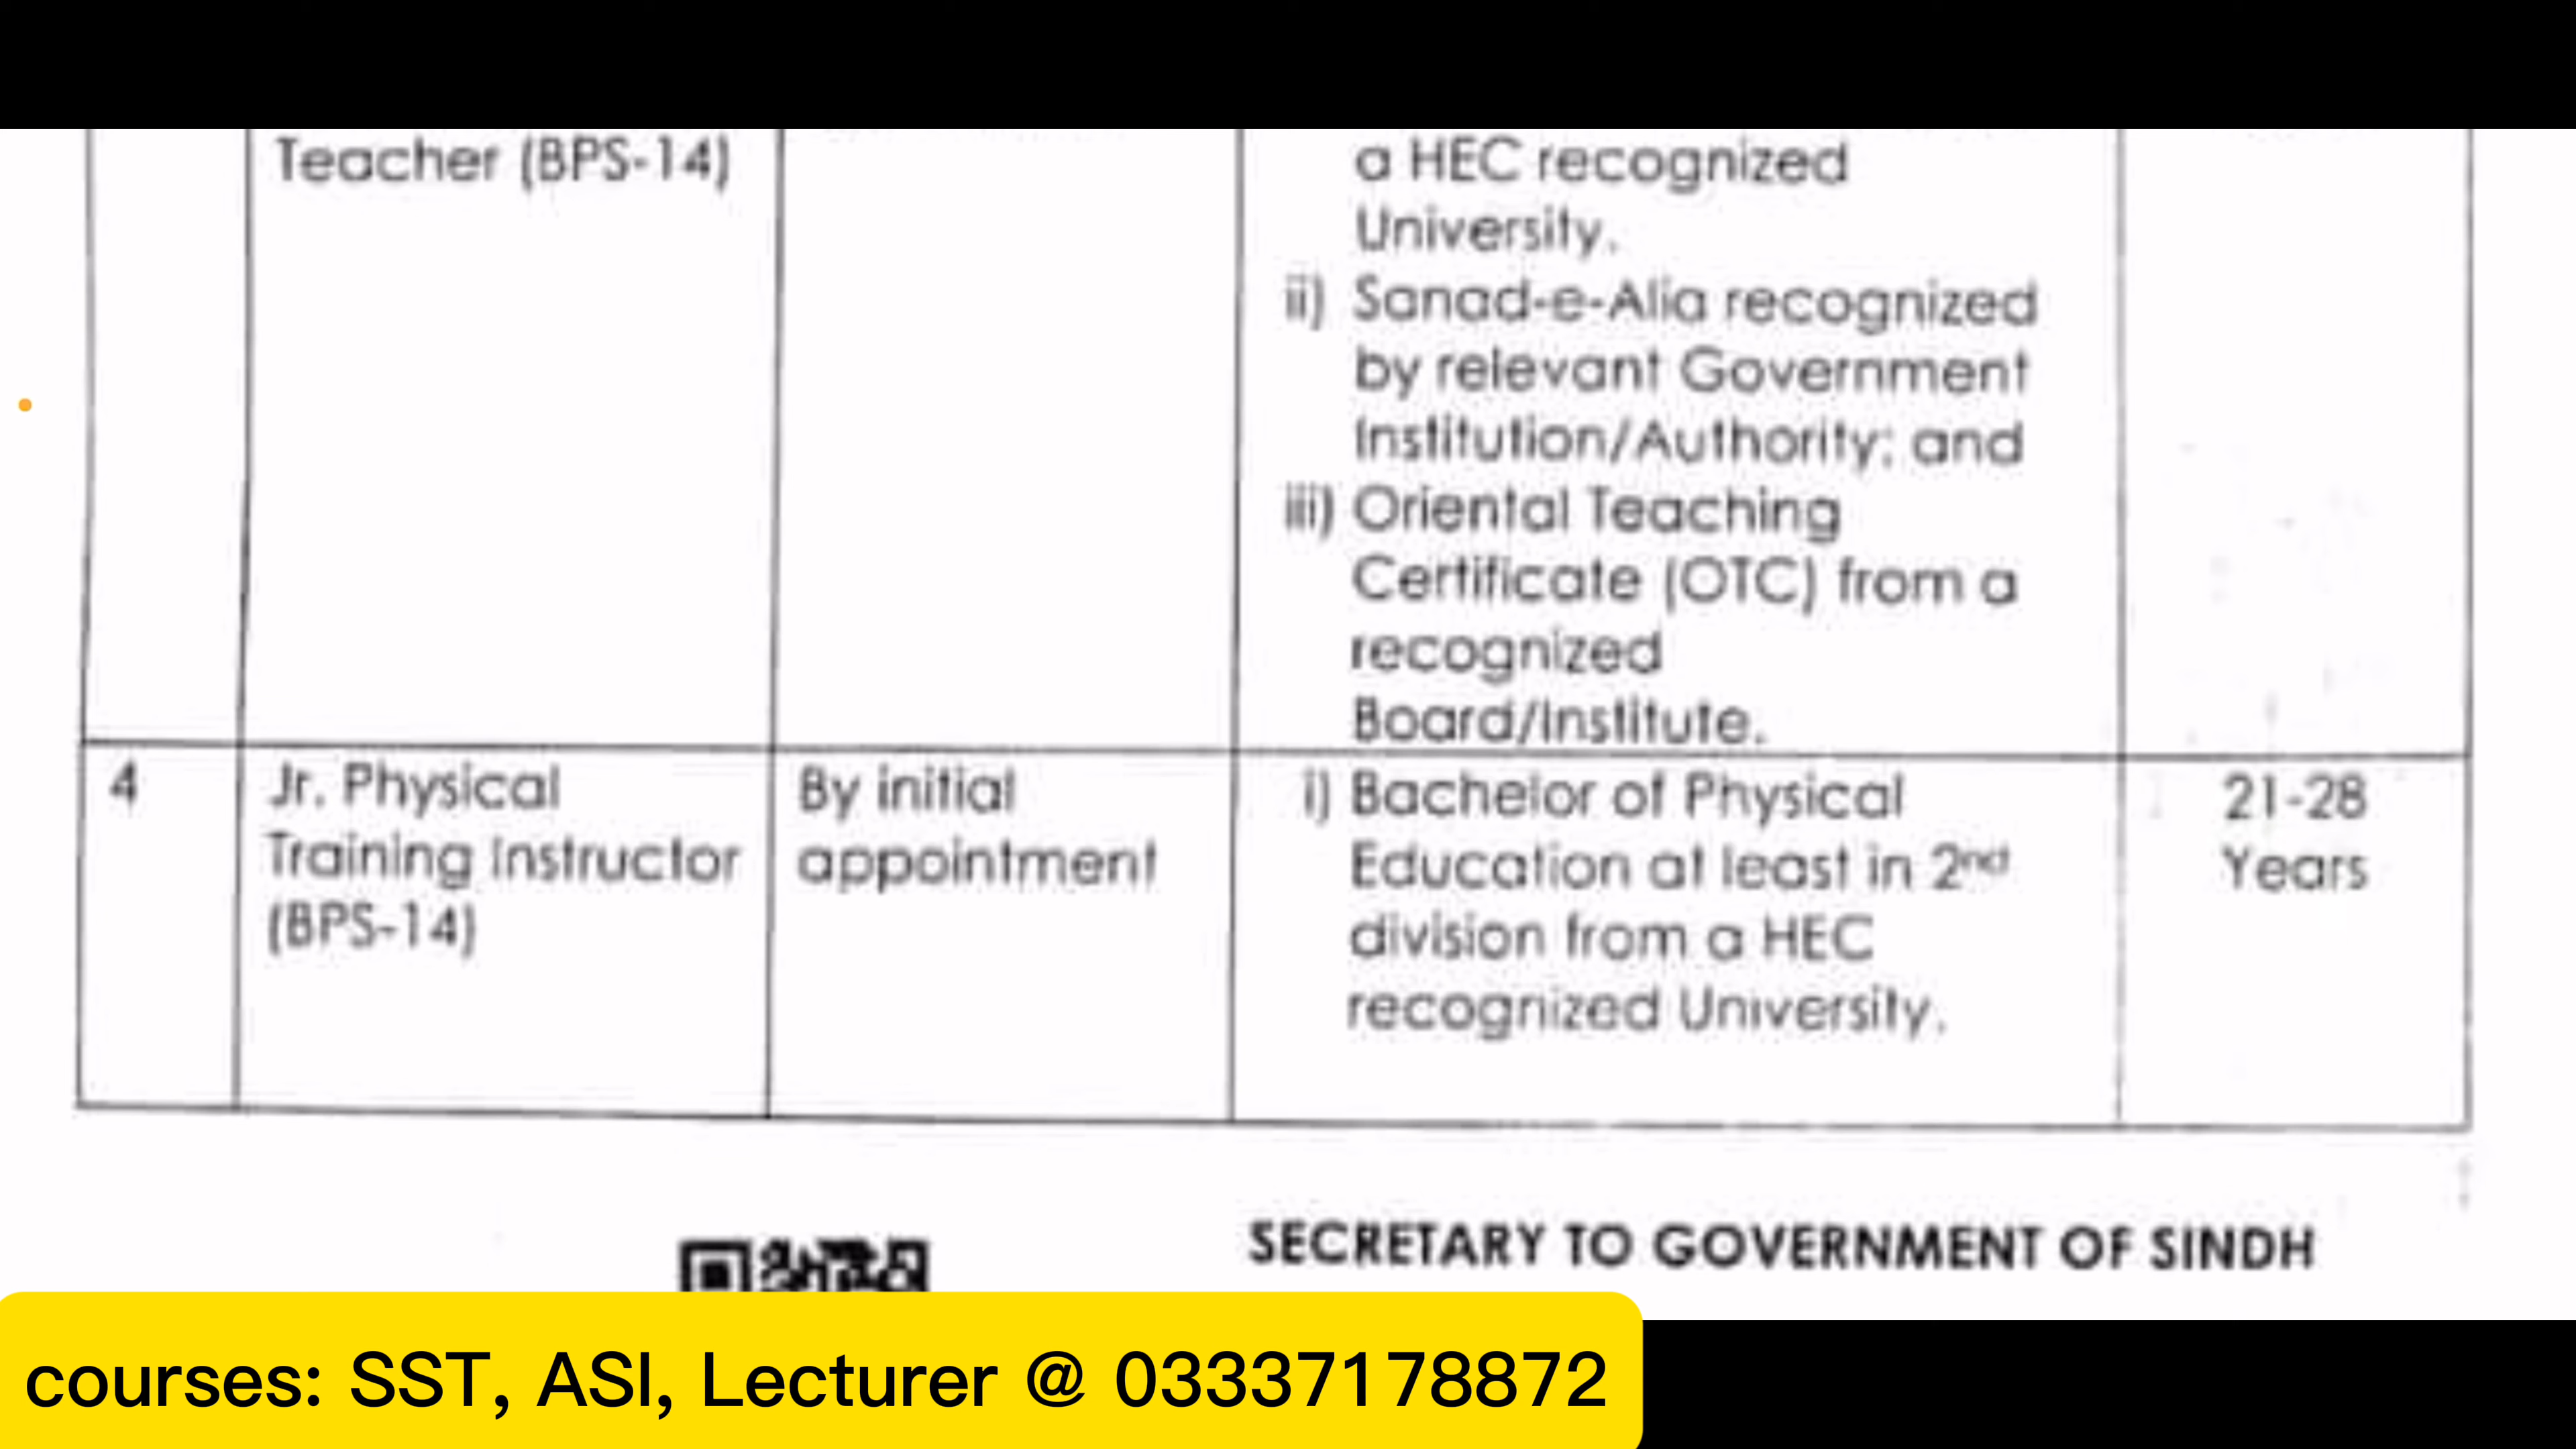 Teacher (BPS-14)
a HEC recognized
University.
ii) Sanad-e-Alia recognized
by relevant Government
Institution/Authority; and
iii) Oriental Teaching
Certificate (OTC) from a
recognized
Board/Institute.
4
Jr. Physical
Training Instructor
(BPS-14)
By initial
appointment
i) Bachelor of Physical
Education at least in 2nd
division from a HEC
recognized University.
21-28
Years
SECRETARY TO GOVERNMENT OF SINDH
courses: SST, ASI, Lecturer @ 03337178872